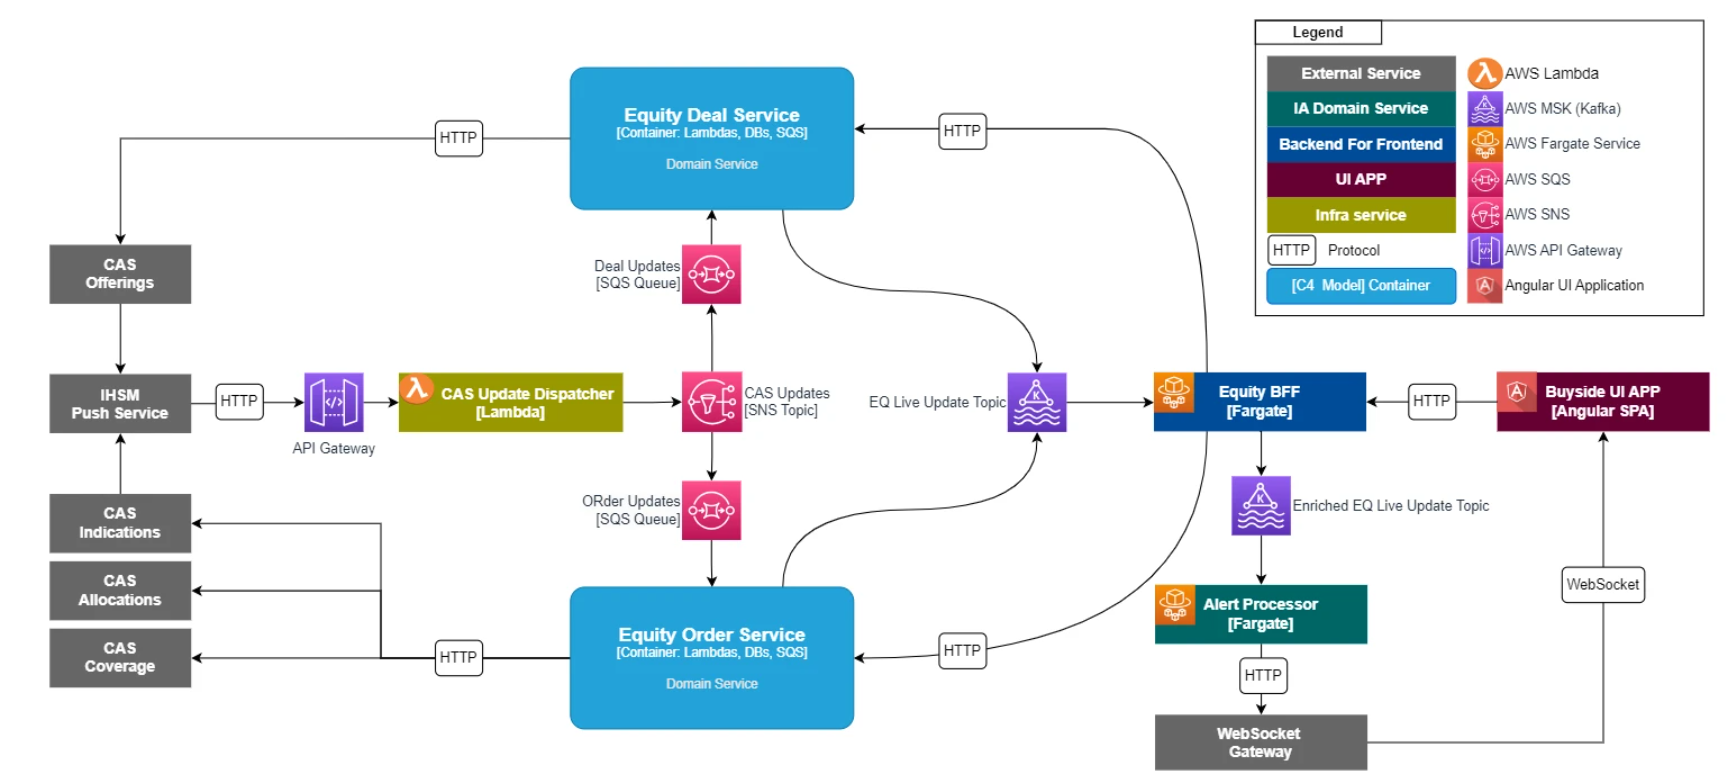 Legend
External Service
AWS Lambda
IA Domain Service
AWS MSK (Kafka)
Backend For Frontend
AWS Fargate Service
UI APP
AWS SQS
Infra service
AWS SNS
HTTP
Protocol
AWS API Gateway
[C4 Model] Container
Angular UI Application
Equity Deal Service
[Container: Lambdas, DBs, SQS]
Domain Service
HTTP
HTTP
CAS
Offerings
Deal Updates
[SQS Queue]
IHSM
Push Service
HTTP
API Gateway
CAS Update Dispatcher
[Lambda]
CAS Updates
[SNS Topic]
EQ Live Update Topic
Equity BFF
[Fargate]
HTTP
Buyside UI APP
[Angular SPA]
CAS
Indications
ORder Updates
[SQS Queue]
Enriched EQ Live Update Topic
CAS
Allocations
Alert Processor
[Fargate]
WebSocket
CAS
Coverage
HTTP
Equity Order Service
[Container: Lambdas, DBs, SQS]
Domain Service
HTTP
HTTP
WebSocket
Gateway